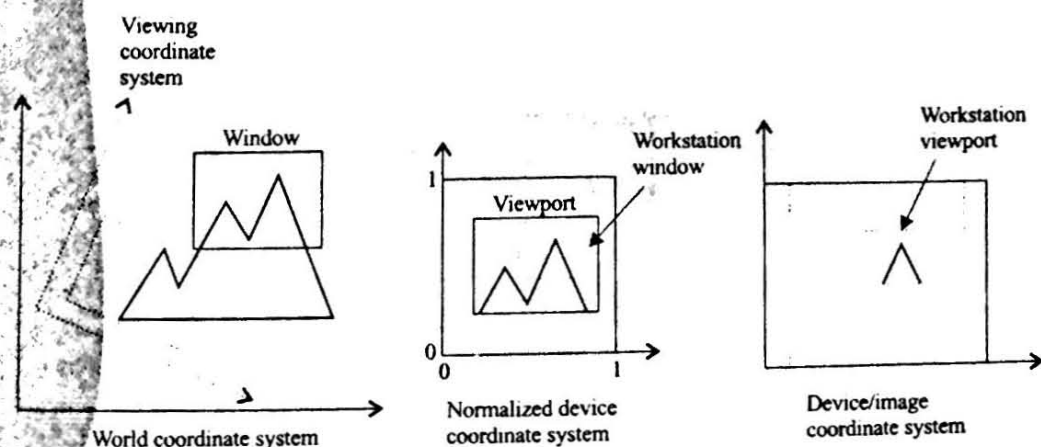 Viewing
coordinate
system
Window
World coordinate system
Workstation
window
1
Viewport
0
0
1
Normalized device
coordinate system
Workstation
viewport
Device/image
coordinate system